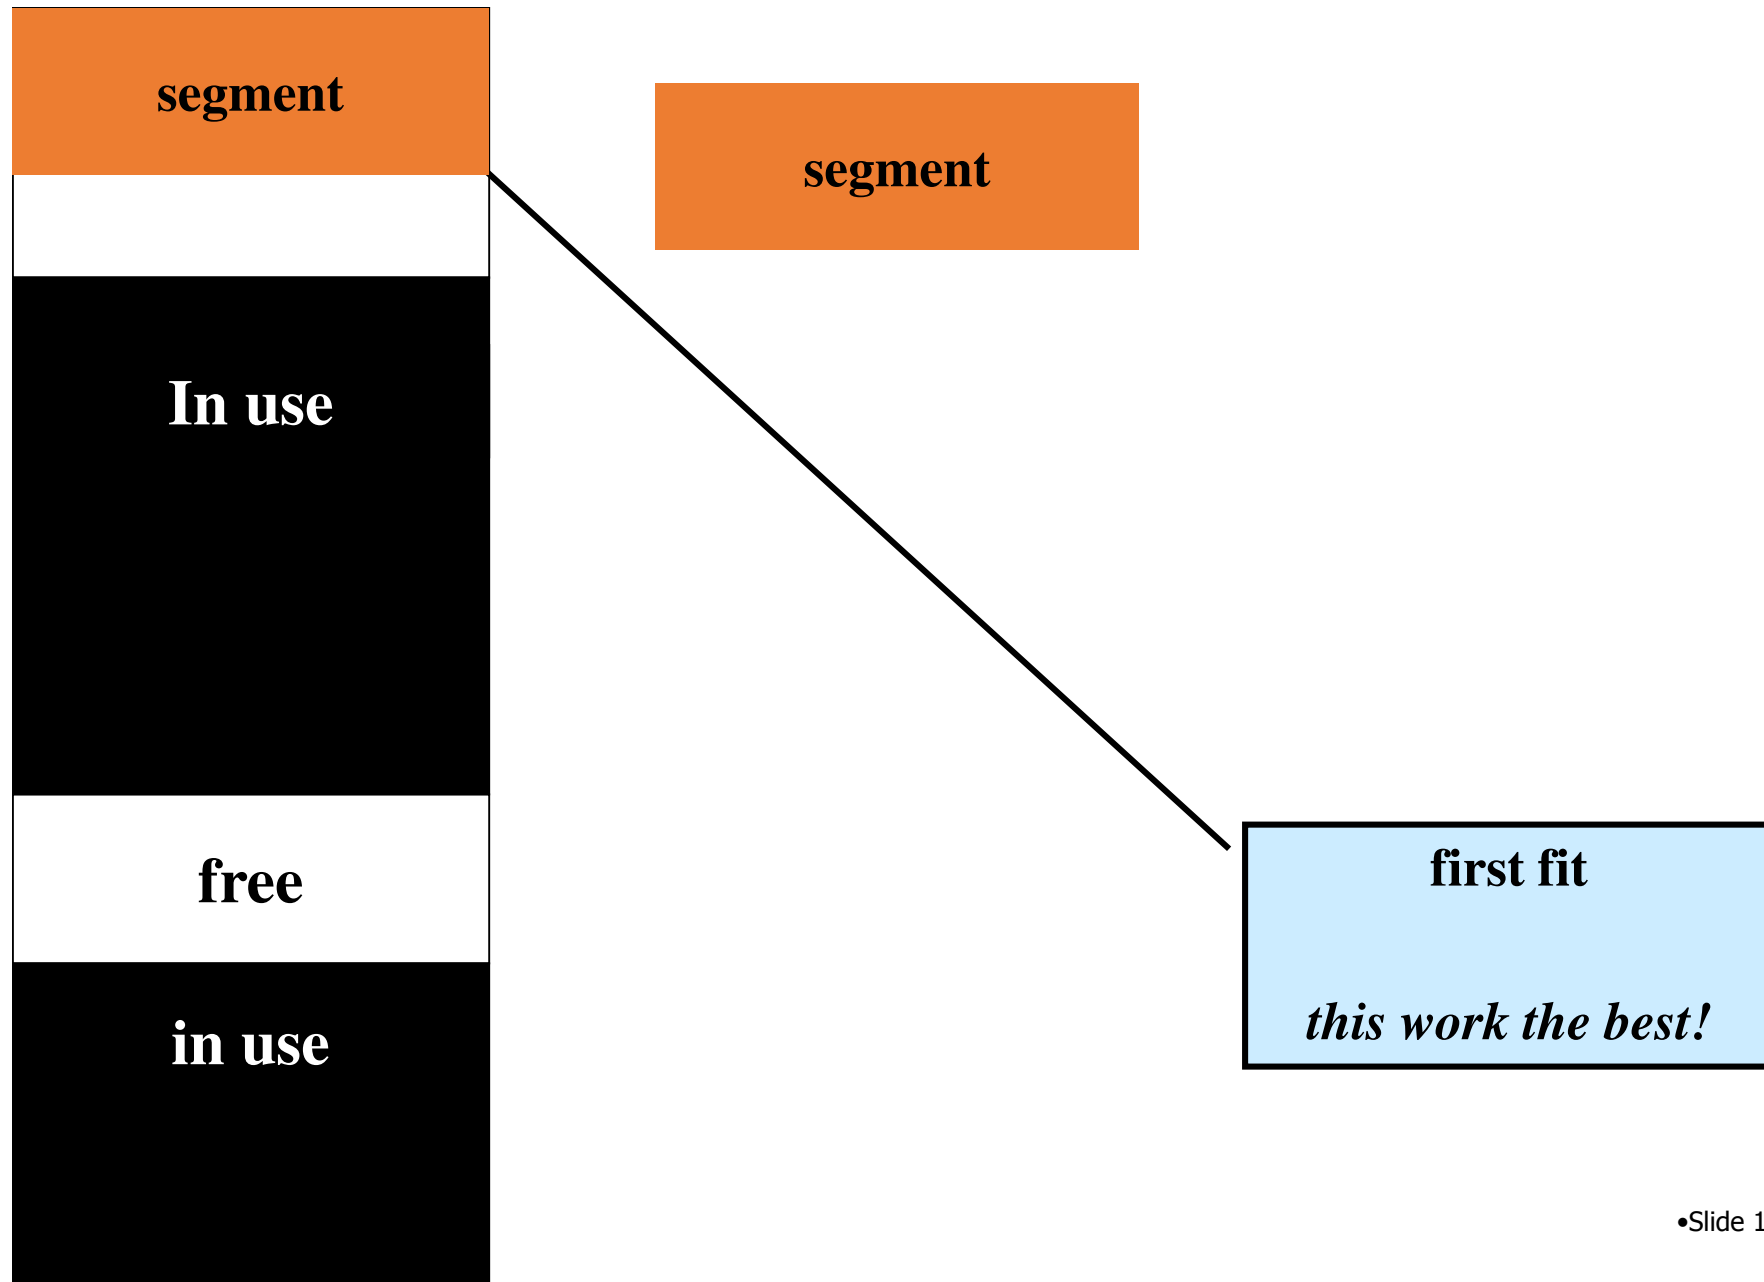 segment
segment
In use
free
first fit
in use
this work the best!
•Slide 1